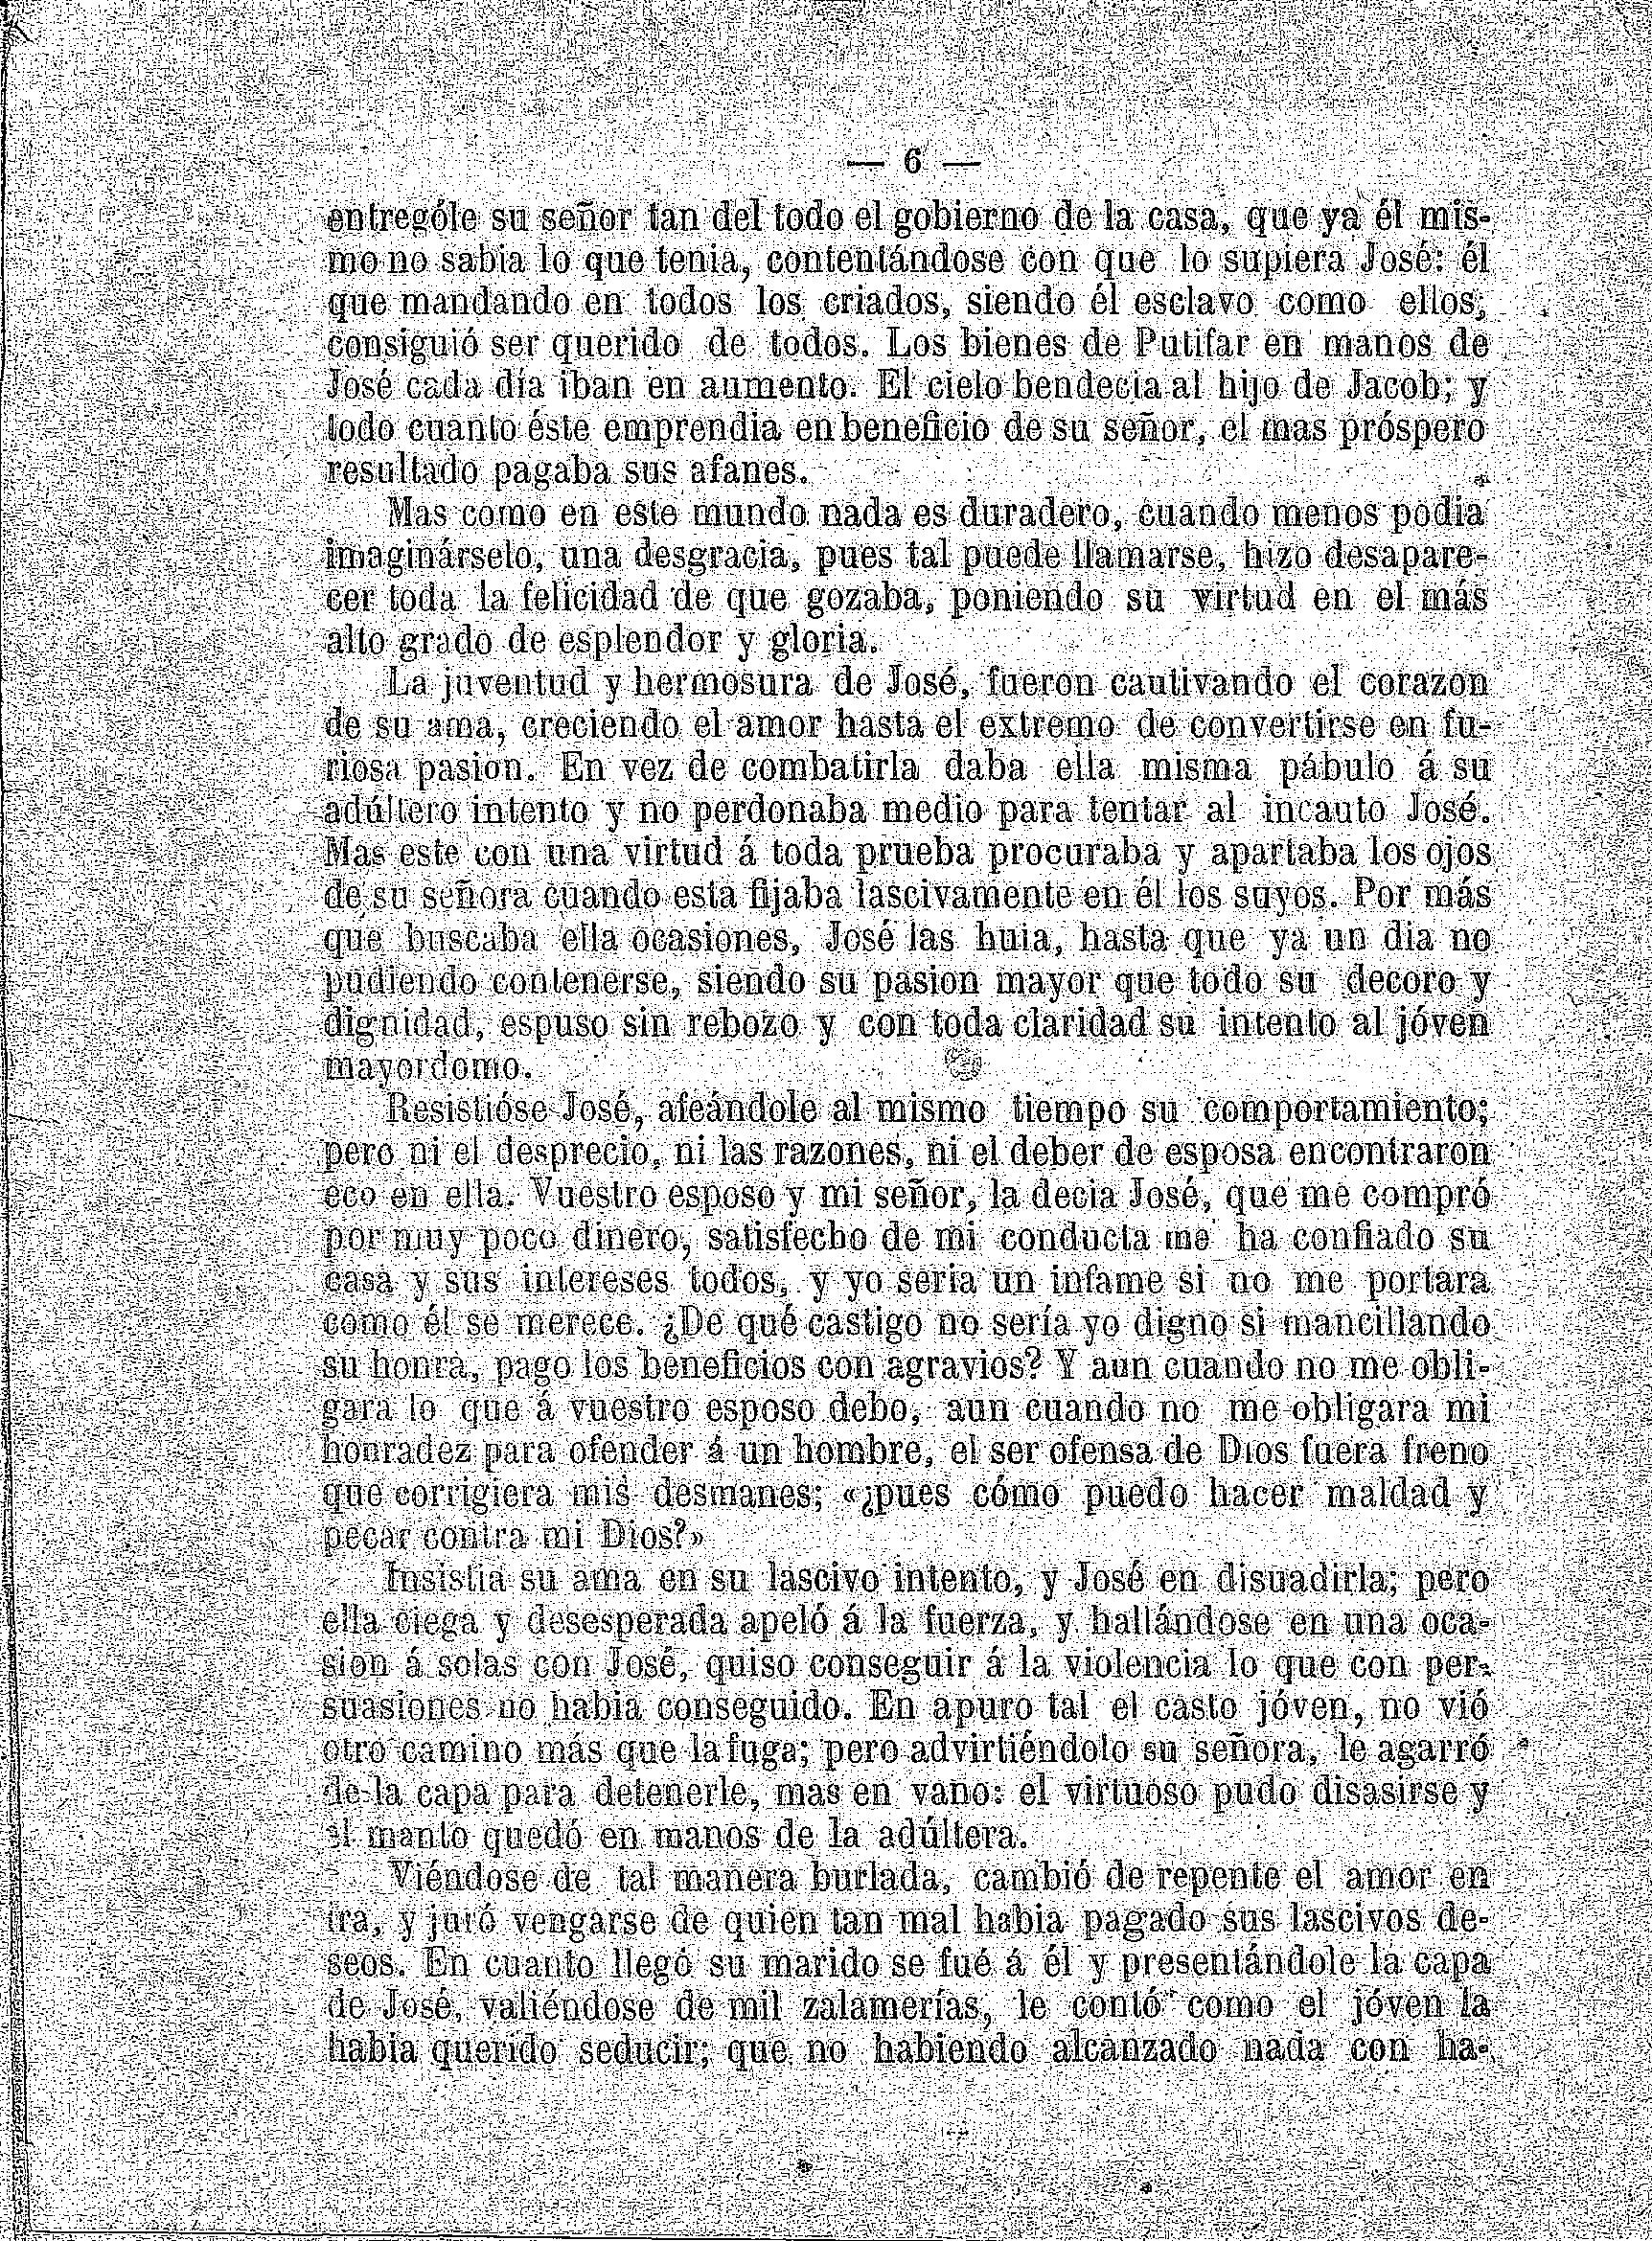 — 6 —
entrególe su señor tan del todo el gobierno de la casa, que ya él mis-
mo no sabia lo que tenia, contentándose con que lo supiera José: él
que mandando en todos los criados, siendo él esclavo como ellos,
consiguió ser querido de todos. Los bienes de Putifar en manos de
José cada día iban en aumento. El cielo bendecia al hijo de Jacob; y
todo cuanto éste emprendia en beneficio de su señor, el mas próspero
resultado pagaba sus afanes.
Mas como en este mundo nada es duradero, cuando menos podia
imaginárselo, una desgracia, pues tal puede llamarse, hizo desapare-
cer toda la felicidad de que gozaba, poniendo su virtud en el más
alto grado de esplendor y gloria.
La juventud y hermosura de José, fueron cautivando el corazon
de su ama, creciendo el amor hasta el extremo de convertirse en fu-
riosa pasion. En vez de combatirla daba ella misma pábulo á su
adúltero intento y no perdonaba medio para tentar al incauto José.
Mas este con una virtud á toda prueba procuraba y apartaba los ojos
de su señora cuando esta fijaba lascivamente en él los suyos. Por más
que buscaba ella ocasiones, José las huia, hasta que ya un dia no
pudiendo contenerse, siendo su pasion mayor que todo su decoro y
dignidad, espuso sin rebozo y con toda claridad su intento al jóven
mayordomo.
Resistióse José, afeándole al mismo tiempo su comportamiento;
pero ni el desprecio, ni las razones, ni el deber de esposa encontraron
eco en ella. Vuestro esposo y mi señor, la decia José, que me compró
por muy poco dinero, satisfecho de mi conducta me ha confiado su
casa y sus intereses todos, y yo seria un infame si no me portara
como él se merece. ¿De qué castigo no sería yo digno si mancillando
su honra, pago los beneficios con agravios? Y aun cuando no me obli-
gara lo que á vuestro esposo debo, aun cuando no me obligara mi
honradez para ofender á un hombre, el ser ofensa de Dios fuera freno
que corrigiera mis desmanes; «¿pues cómo puedo hacer maldad y
pecar contra mi Dios?»
Insistia su ama en su lascivo intento, y José en disuadirla; pero
ella ciega y desesperada apeló á la fuerza, y hallándose en una oca-
sion á solas con José, quiso conseguir á la violencia lo que con per-
suasiones no habia conseguido. En apuro tal el casto jóven, no vió
otro camino más que la fuga; pero advirtiéndolo su señora, le agarró
de la capa para detenerle, mas en vano: el virtuoso pudo disasirse y
el manto quedó en manos de la adúltera.
Viéndose de tal manera burlada, cambió de repente el amor en
ira, y juró vengarse de quien tan mal habia pagado sus lascivos de-
seos. En cuanto llegó su marido se fué á él y presentándole la capa
de José, valiéndose de mil zalamerías, le contó como el jóven la
habia querido seducir; que no habiendo alcanzado nada con ha-